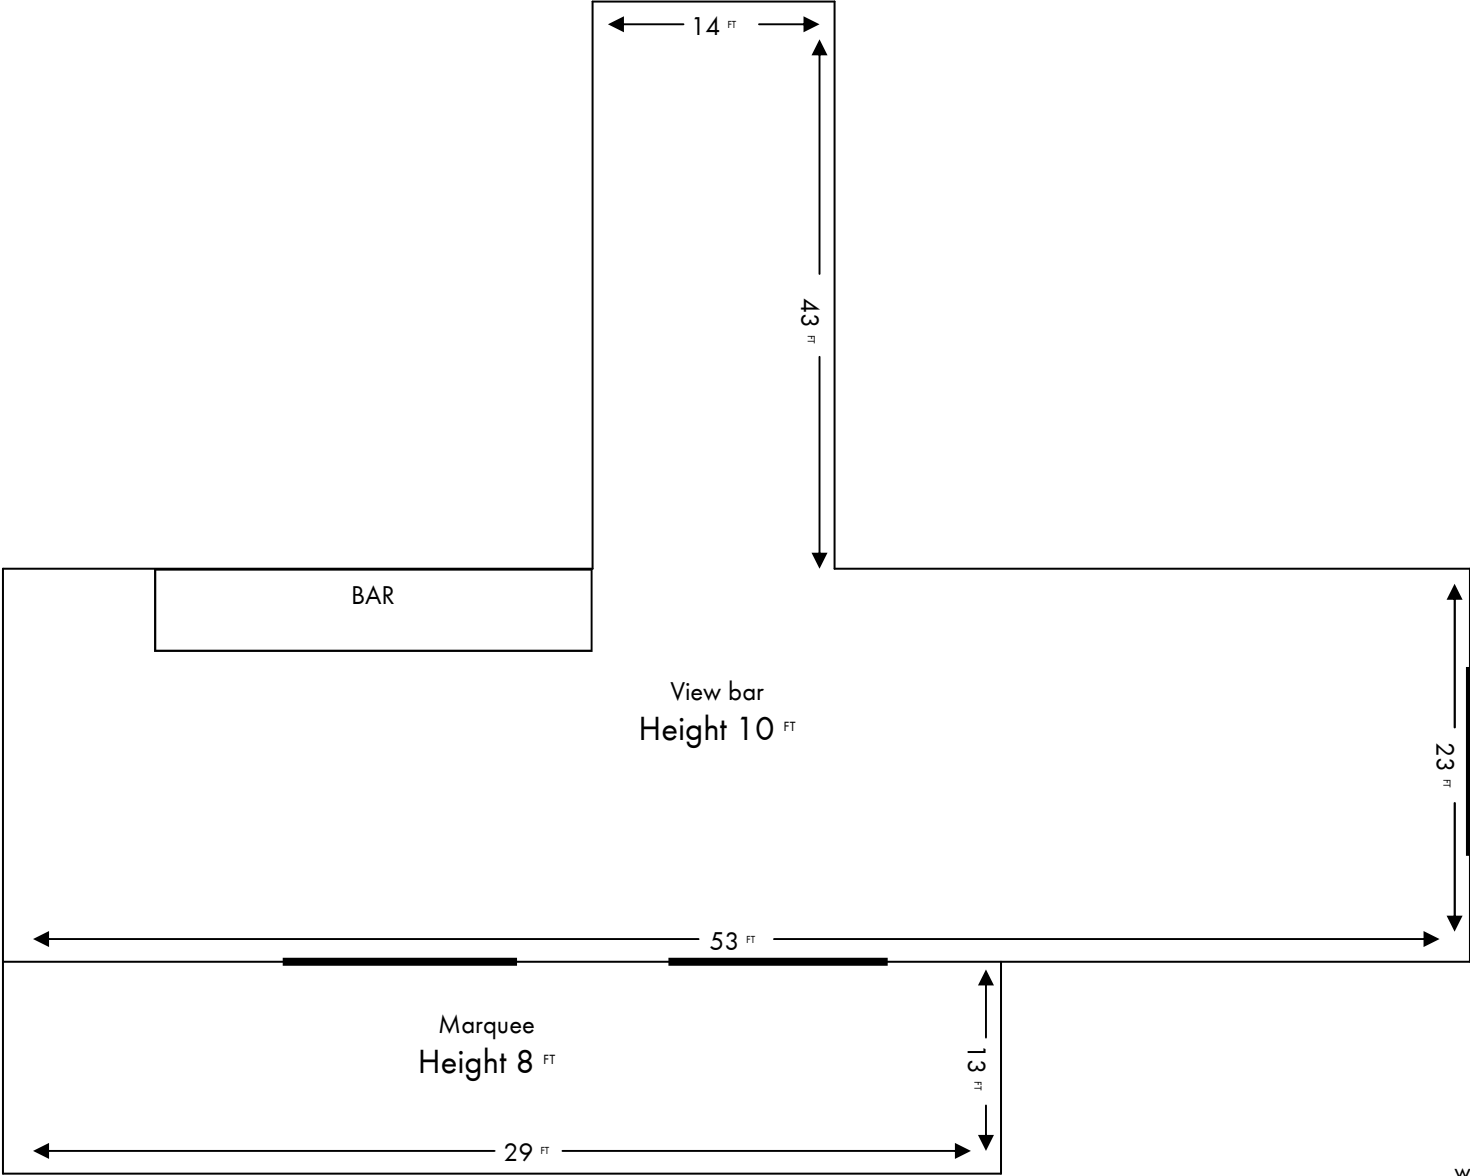 14 FT
43 FT
BAR
View bar
Height 10 FT
23 FT
53 FT
Marquee
Height 8 FT
13 FT
29 FT